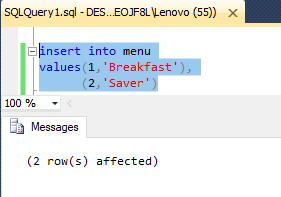 SQLQuery1.sql - DES...EOJF8L\Lenovo (55))
insert into menu
values(1,'Breakfast'),
(2,'Saver')
100 %
Messages
(2 row(s) affected)